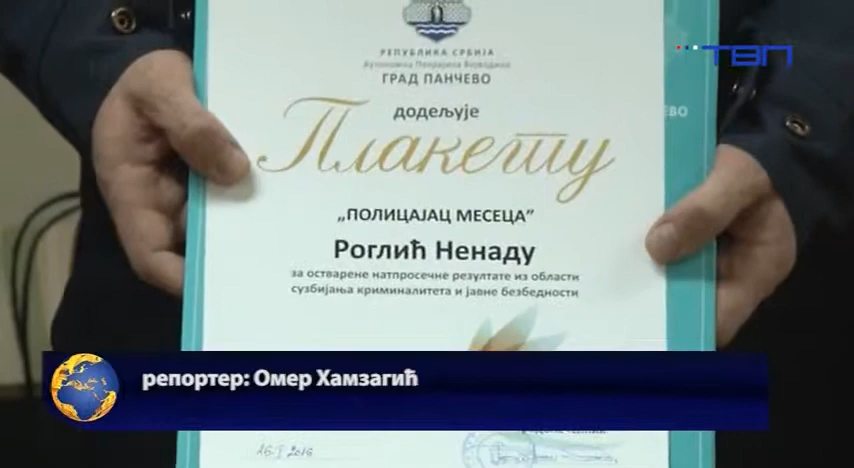 РЕПУБЛИКА СРБИЈА
Аутономна Покрајина Војводина
ГРАД ПАНЧЕВО
ТВП
додељује
ЕВО
Плакету
„ПОЛИЦАЈАЦ МЕСЕЦА”
Роглић Ненаду
за остварене натпросечне резултате из области
сузбијања криминалитета и јавне безбедности
репортер: Омер Хамзагић